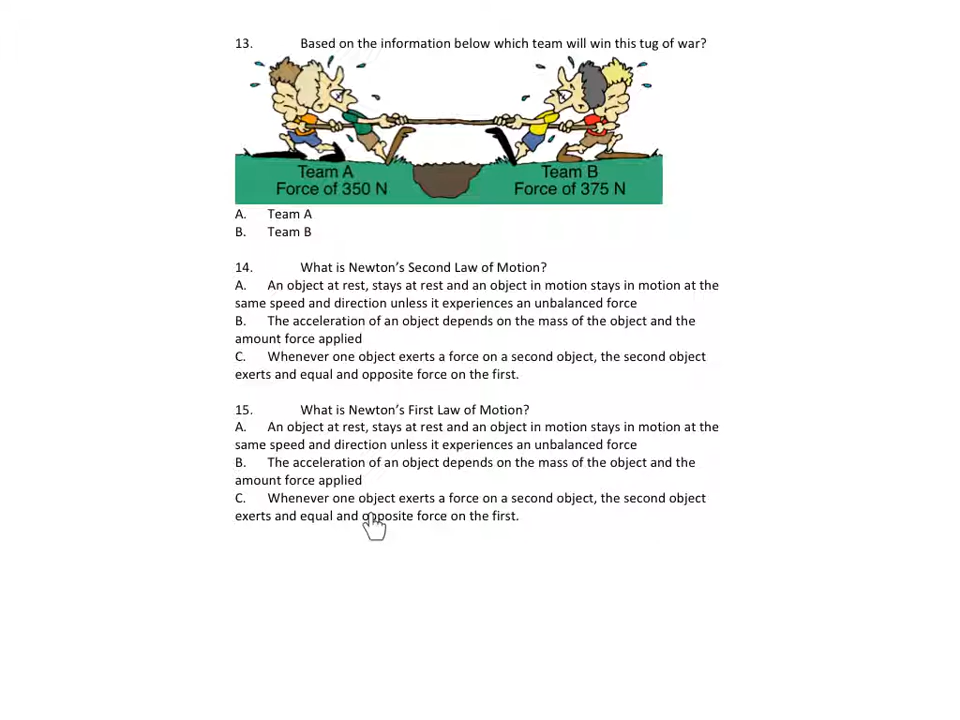 13. Based on the information below which team will win this tug of war?
Team A
Force of 350 N
Team B
Force of 375 N
A. Team A
B. Team B
14. What is Newton's Second Law of Motion?
A. An object at rest, stays at rest and an object in motion stays in motion at the
same speed and direction unless it experiences an unbalanced force
B. The acceleration of an object depends on the mass of the object and the
amount force applied
C. Whenever one object exerts a force on a second object, the second object
exerts and equal and opposite force on the first.
15. What is Newton's First Law of Motion?
A. An object at rest, stays at rest and an object in motion stays in motion at the
same speed and direction unless it experiences an unbalanced force
B. The acceleration of an object depends on the mass of the object and the
amount force applied
C. Whenever one object exerts a force on a second object, the second object
exerts and equal and opposite force on the first.